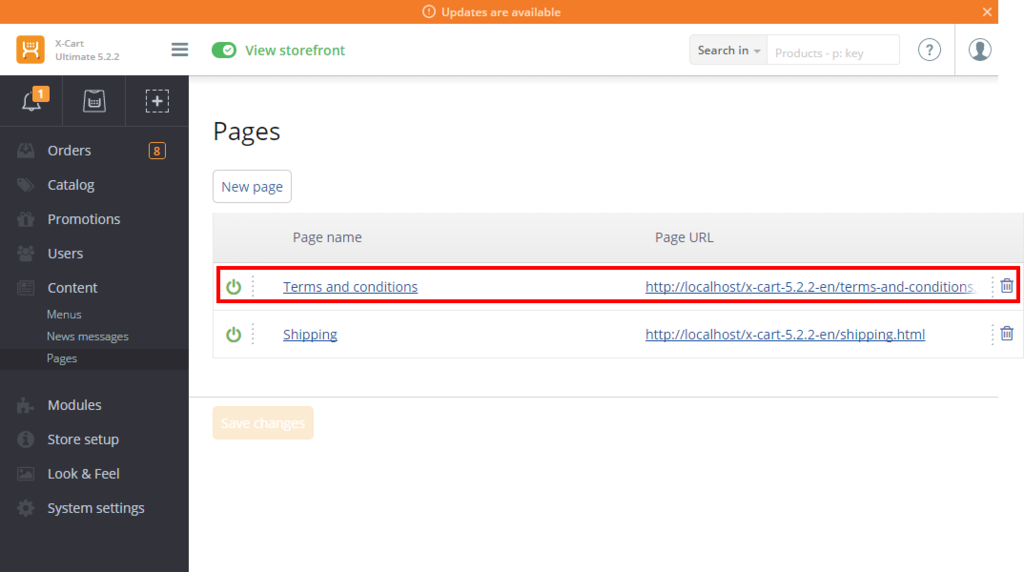 Updates are available
X-Cart
Ultimate 5.2.2
View storefront
Search in
Products - p: key
?
1
Orders 8
Catalog
Promotions
Users
Content
Menus
News messages
Pages
Modules
Store setup
Look & Feel
System settings
Pages
New page
Page name Page URL
Terms and conditions http://localhost/x-cart-5.2.2-en/terms-and-conditions
Shipping http://localhost/x-cart-5.2.2-en/shipping.html
Save changes